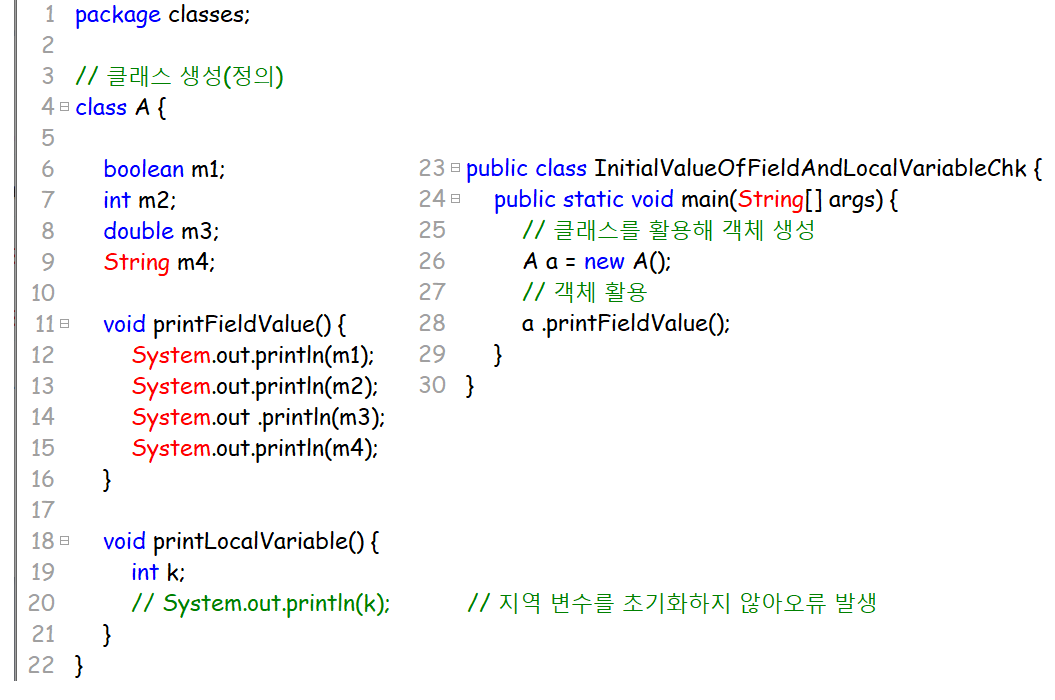 1 package classes;
2
3 // 클래스 생성(정의)
4 class A {
5
6 boolean m1;
7 int m2;
8 double m3;
9 String m4;
10
11 void printFieldValue() {
12 System.out.println(m1);
13 System.out.println(m2);
14 System.out .println(m3);
15 System.out.println(m4);
16 }
17
18 void printLocalVariable() {
19 int k;
20 // System.out.println(k); // 지역 변수를 초기화하지 않아오류 발생
21 }
22 }
23 public class InitialValueOfFieldAndLocalVariableChk {
24 public static void main(String[] args) {
25 // 클래스를 활용해 객체 생성
26 A a = new A();
27 // 객체 활용
28 a .printFieldValue();
29 }
30 }